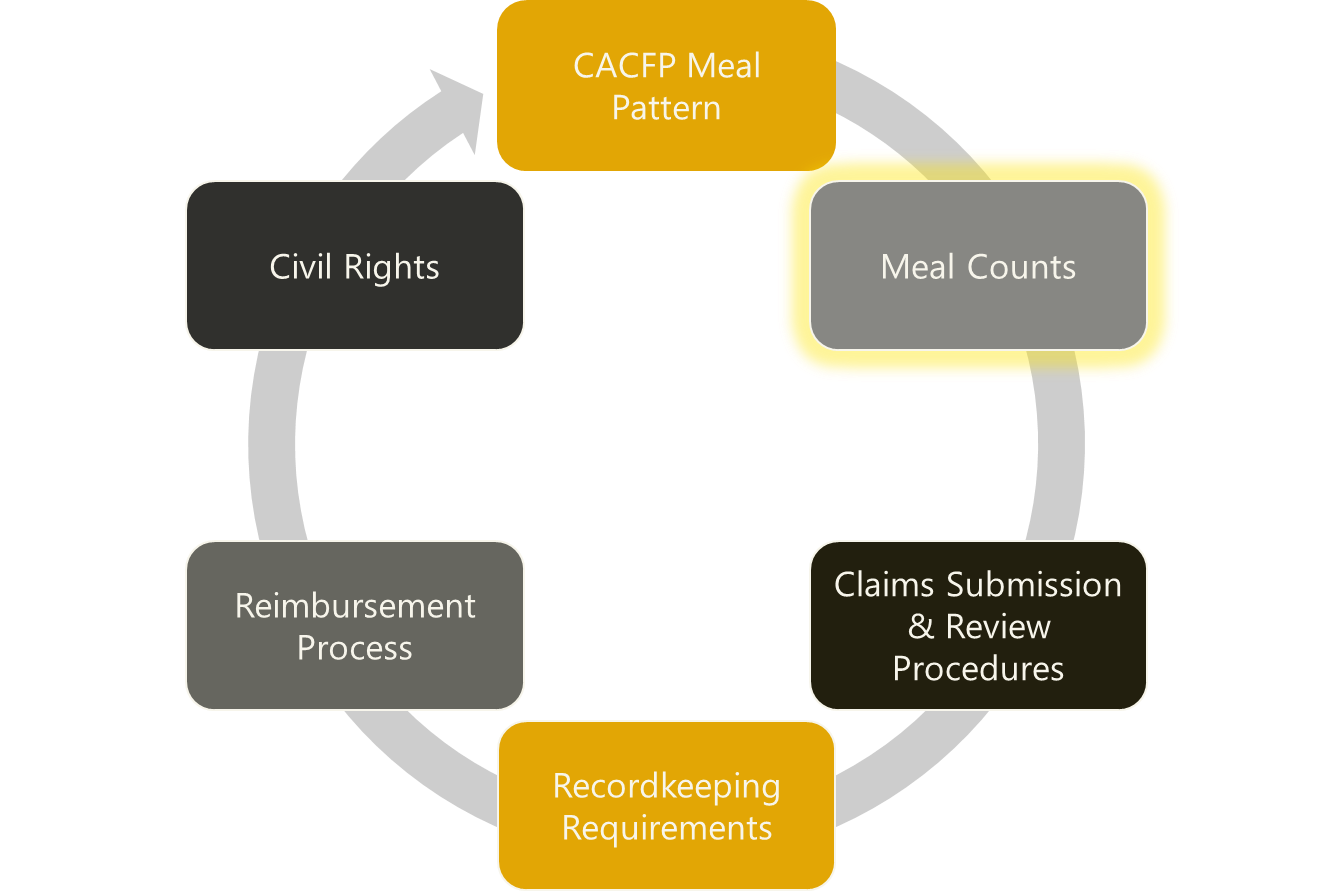 CACFP Meal
Pattern
Meal Counts
Claims Submission
& Review
Procedures
Recordkeeping
Requirements
Reimbursement
Process
Civil Rights